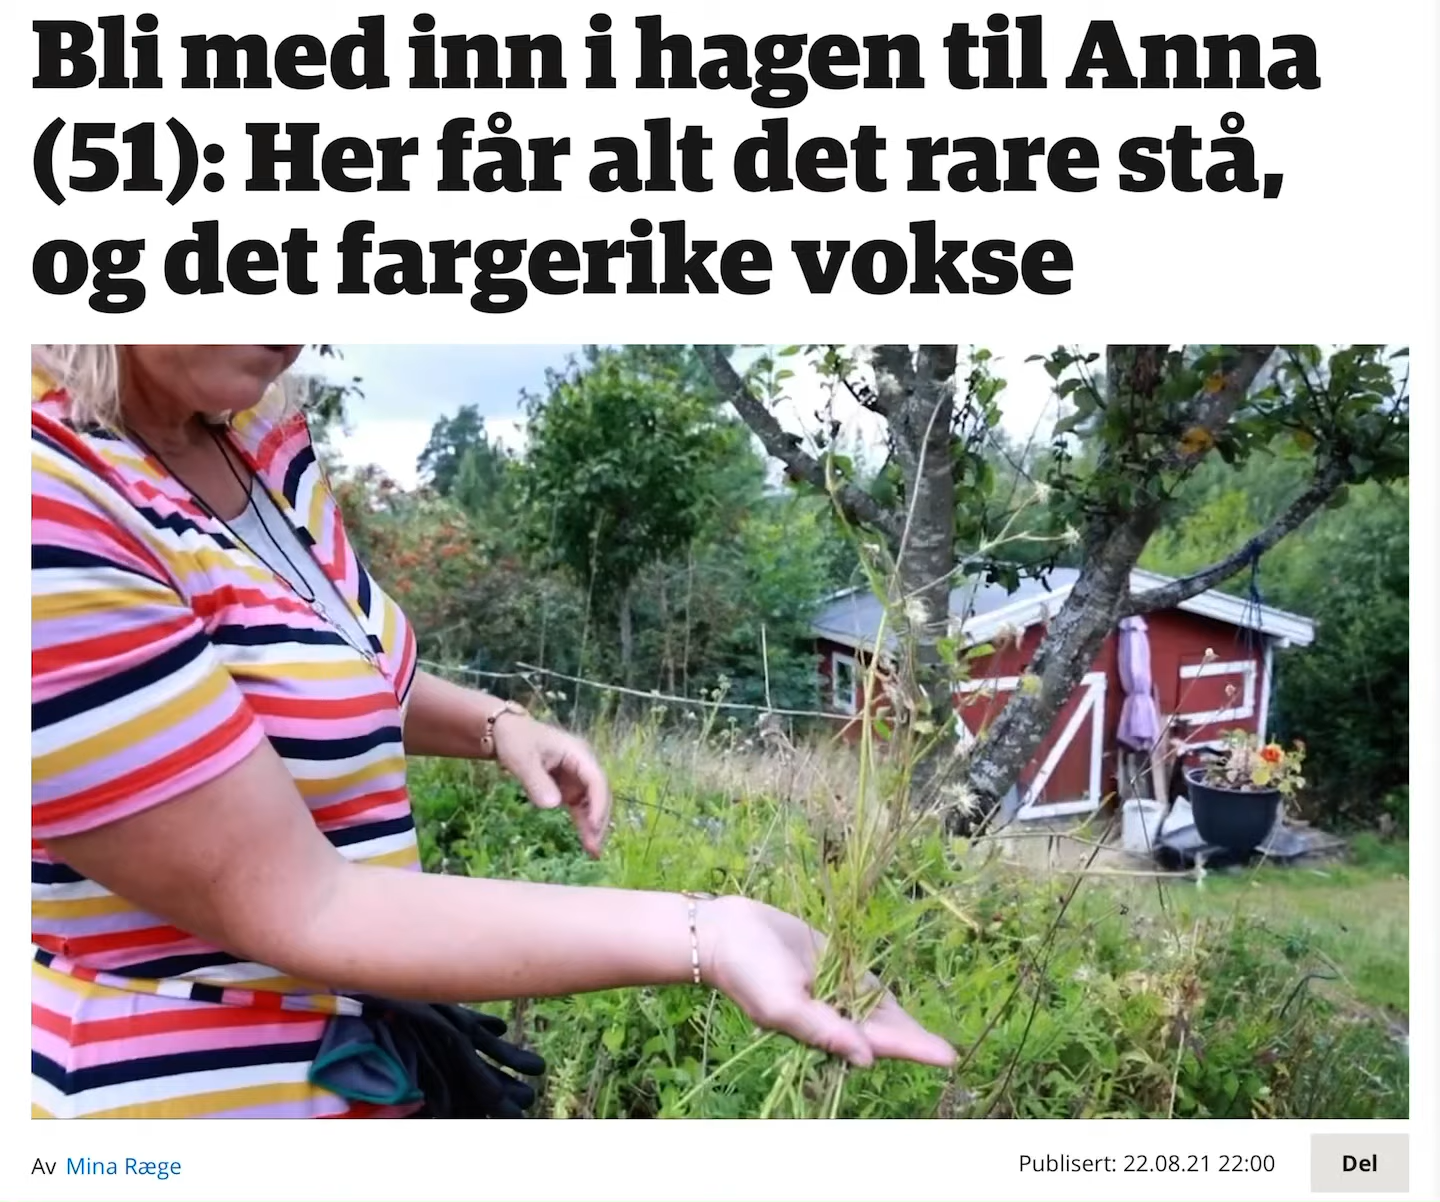 Bli med inn i hagen til Anna
(51): Her får alt det rare stå,
og det fargerike vokse
Av Mina Ræge
Publisert: 22.08.21 22:00
Del